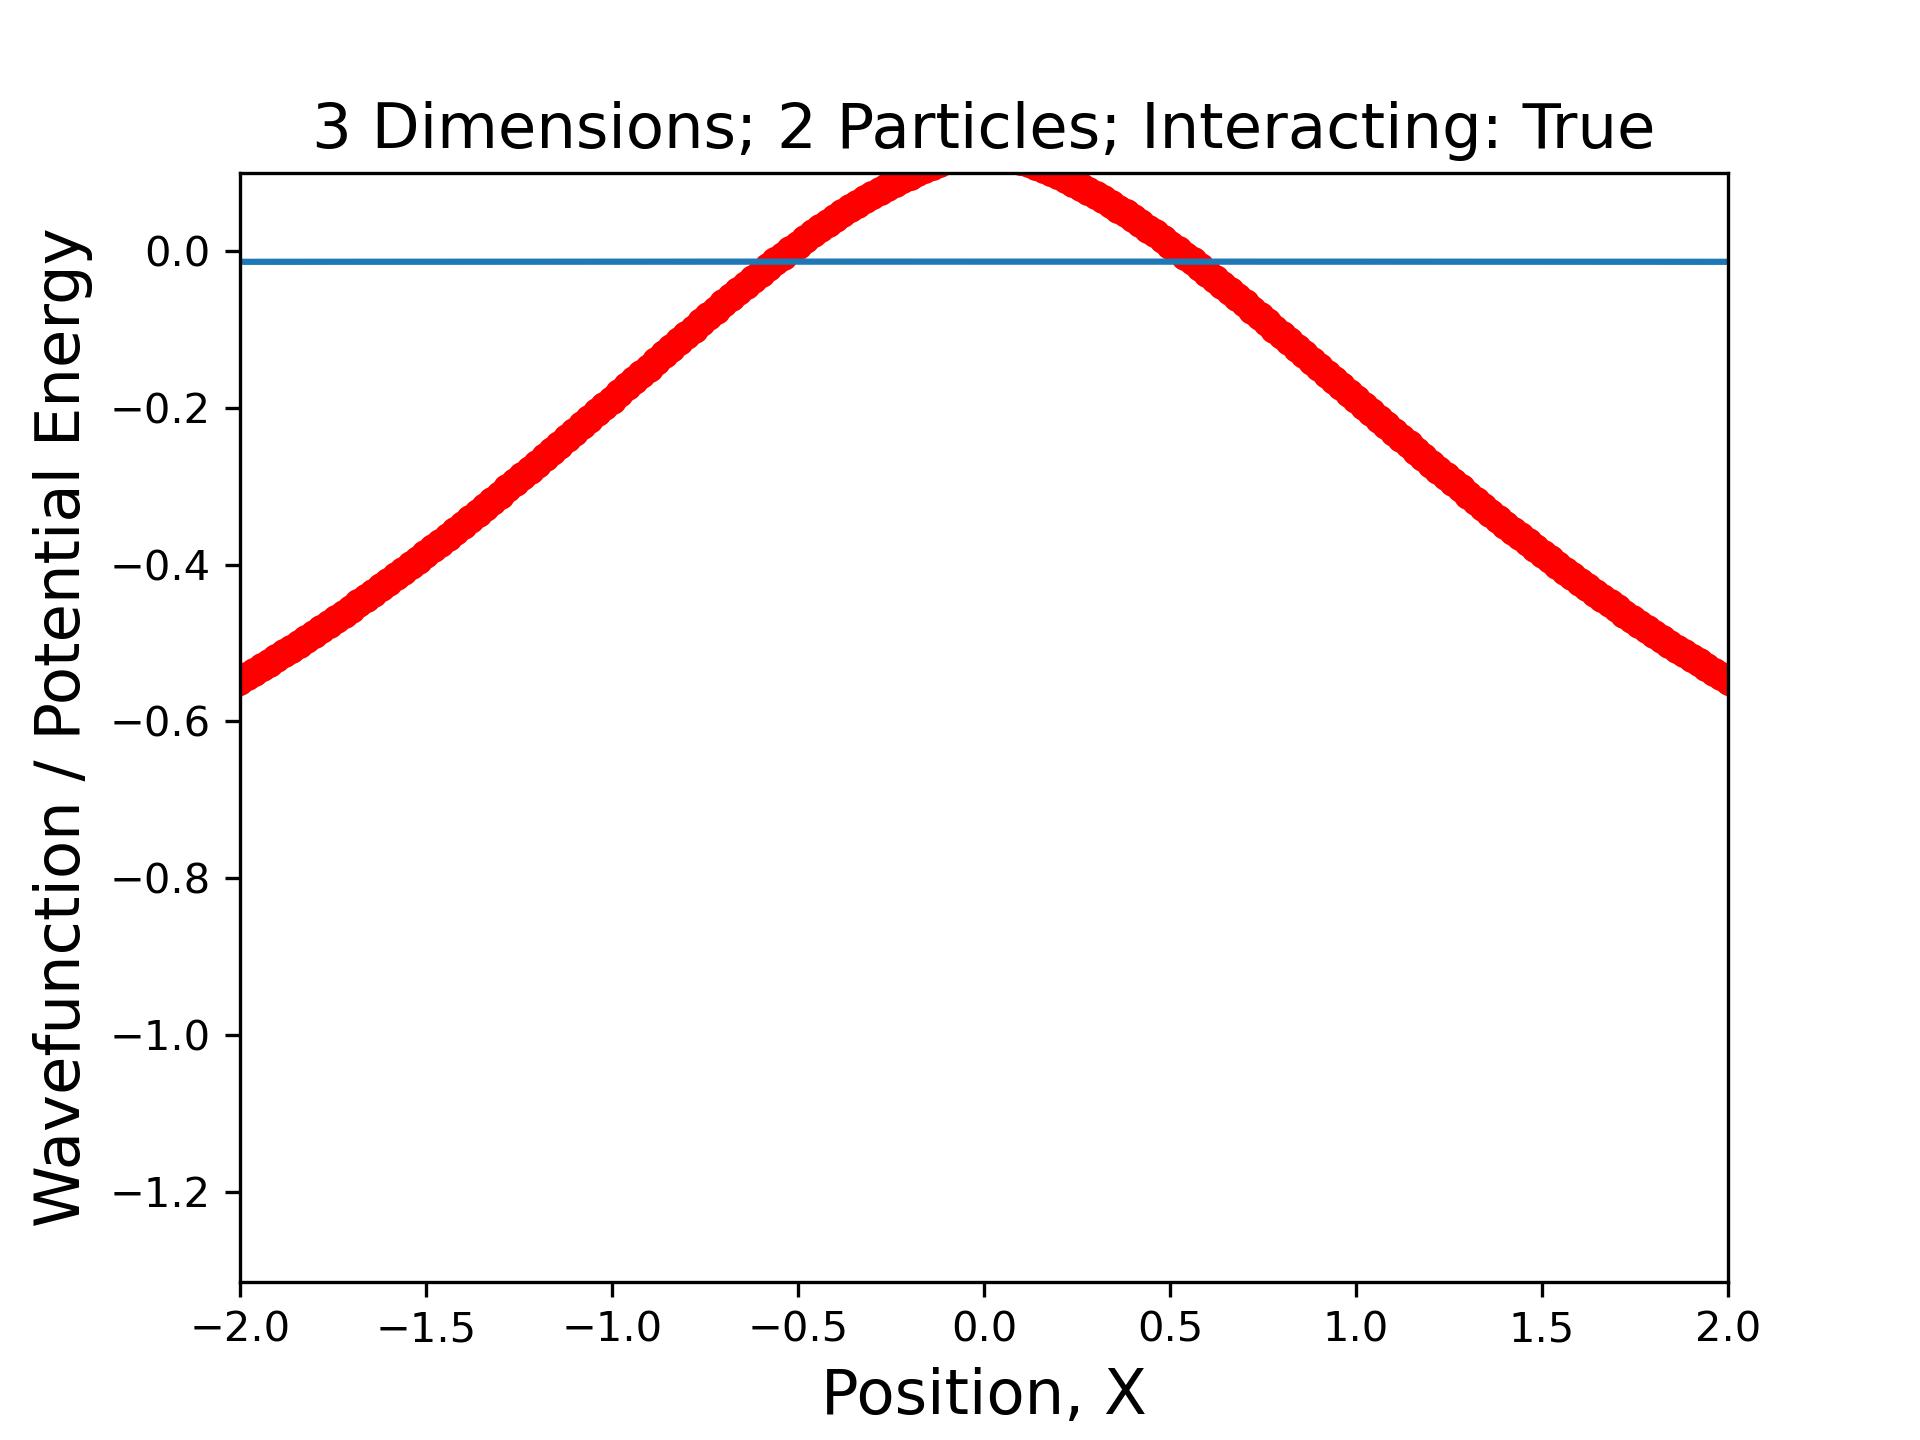 3 Dimensions; 2 Particles; Interacting: True
Wavefunction / Potential Energy
0.0
−0.2
−0.4
−0.6
−0.8
−1.0
−1.2
−2.0 −1.5 −1.0 −0.5 0.0 0.5 1.0 1.5 2.0
Position, X